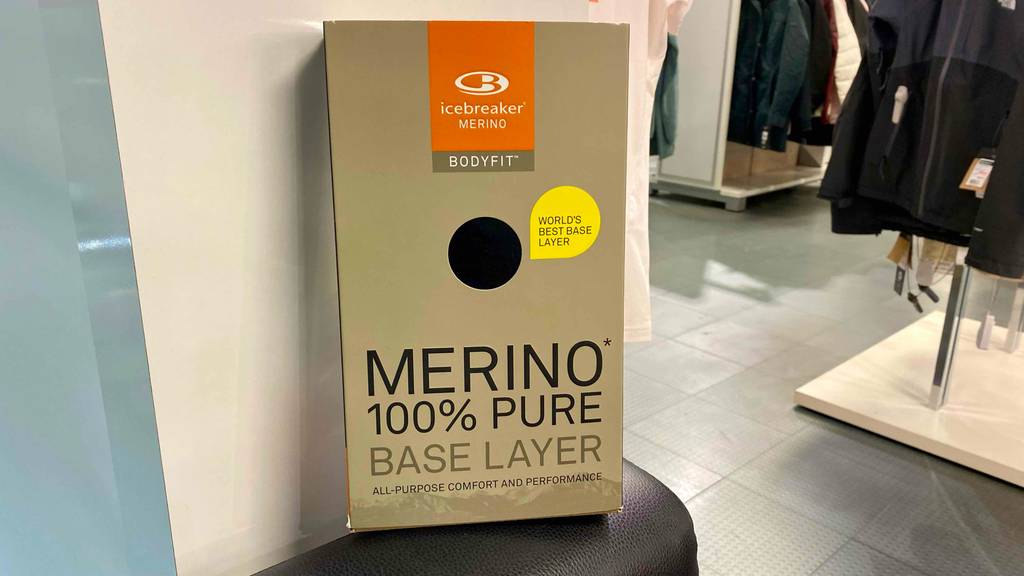 icebreaker®
MERINO
BODYFIT™
WORLD'S
BEST BASE
LAYER
MERINO*
100% PURE
BASE LAYER
ALL-PURPOSE COMFORT AND PERFORMANCE